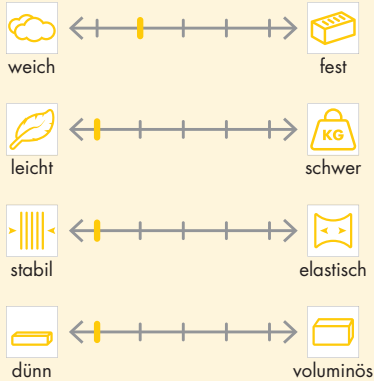 weich fest
KG
leicht schwer
stabil elastisch
dünn voluminös